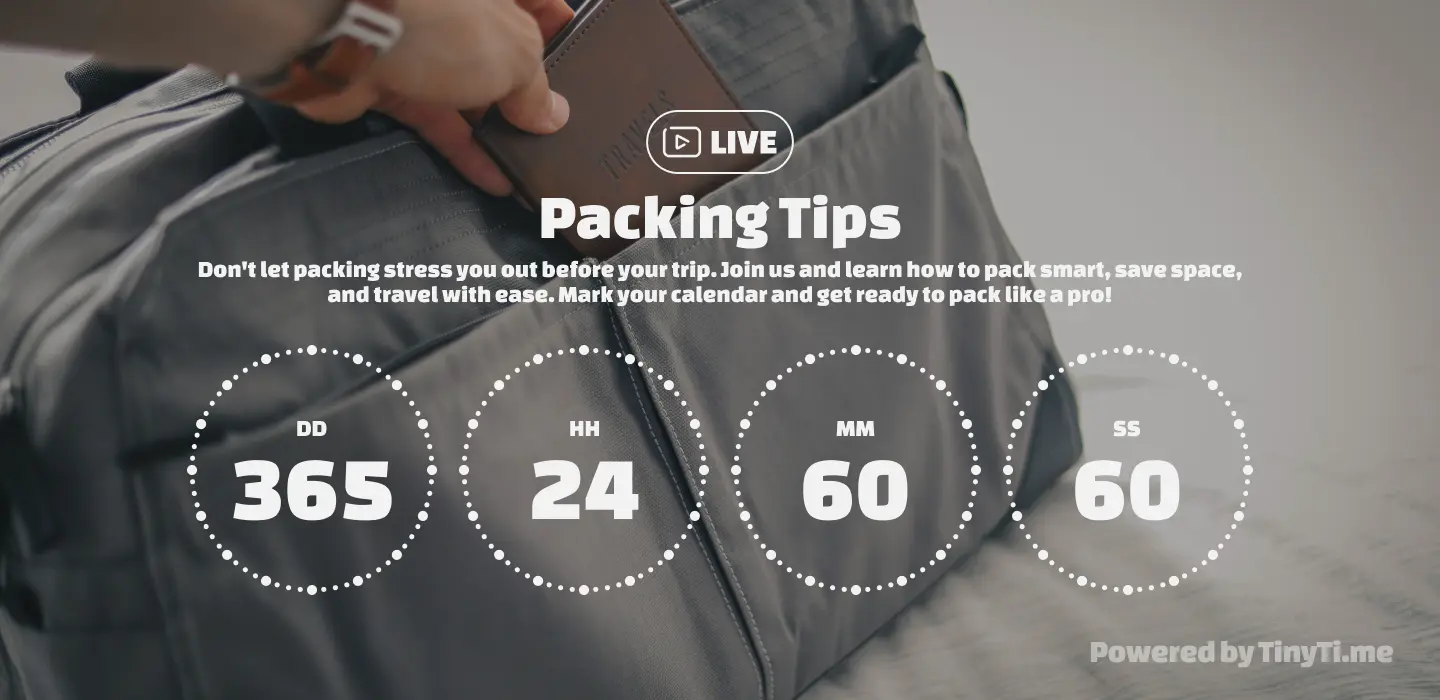 TRAVELS
LIVE
Packing Tips
Don't let packing stress you out before your trip. Join us and learn how to pack smart, save space,
and travel with ease. Mark your calendar and get ready to pack like a pro!
DD
HH
MM
SS
365
24
60
60
Powered by TinyTi.me